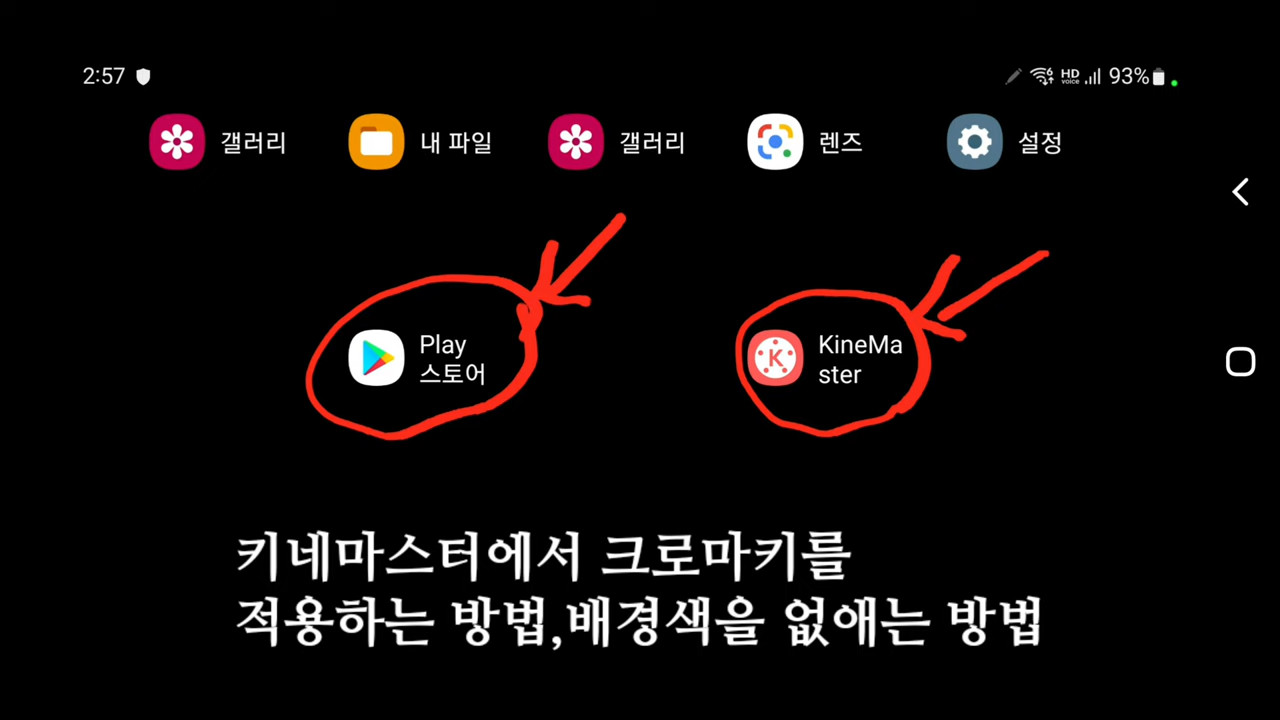 2:57 HD voice 93%
갤러리 내 파일 갤러리 렌즈 설정
Play
스토어
K
KineMa
ster
키네마스터에서 크로마키를
적용하는 방법,배경색을 없애는 방법